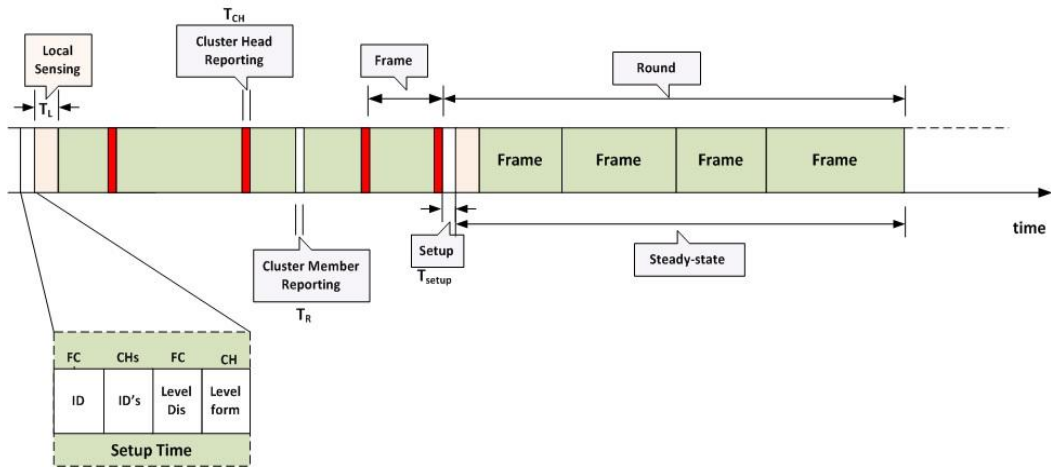 T_CH
Local
Sensing
Cluster Head
Reporting
Frame
Round
T_L
Frame
Frame
Frame
Frame
time
Setup
T_setup
Steady-state
Cluster Member
Reporting
T_R
FC
CHs
FC
CH
ID
ID's
Level
Dis
Level
form
Setup Time